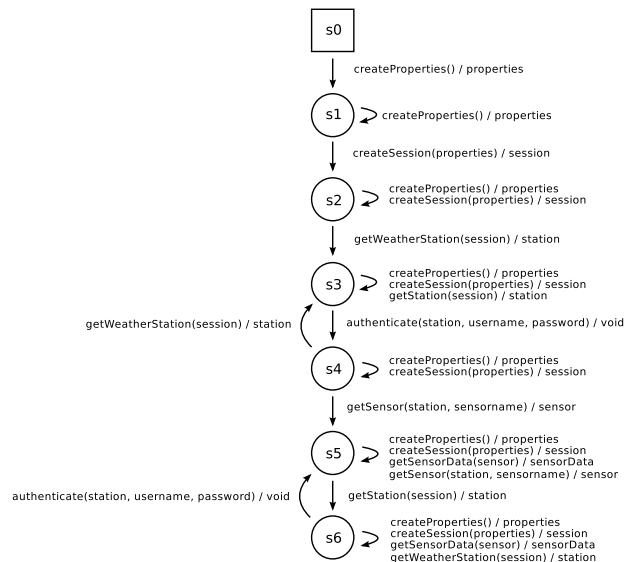 s0
createProperties() / properties
s1
createProperties() / properties
createSession(properties) / session
s2
createProperties() / properties
createSession(properties) / session
getWeatherStation(session) / station
s3
createProperties() / properties
createSession(properties) / session
getStation(session) / station
getWeatherStation(session) / station
authenticate(station, username, password) / void
s4
createProperties() / properties
createSession(properties) / session
getSensor(station, sensorname) / sensor
s5
createProperties() / properties
createSession(properties) / session
getSensorData(sensor) / sensorData
getSensor(station, sensorname) / sensor
authenticate(station, username, password) / void
getStation(session) / station
s6
createProperties() / properties
createSession(properties) / session
getSensorData(sensor) / sensorData
getWeatherStation(session) / station